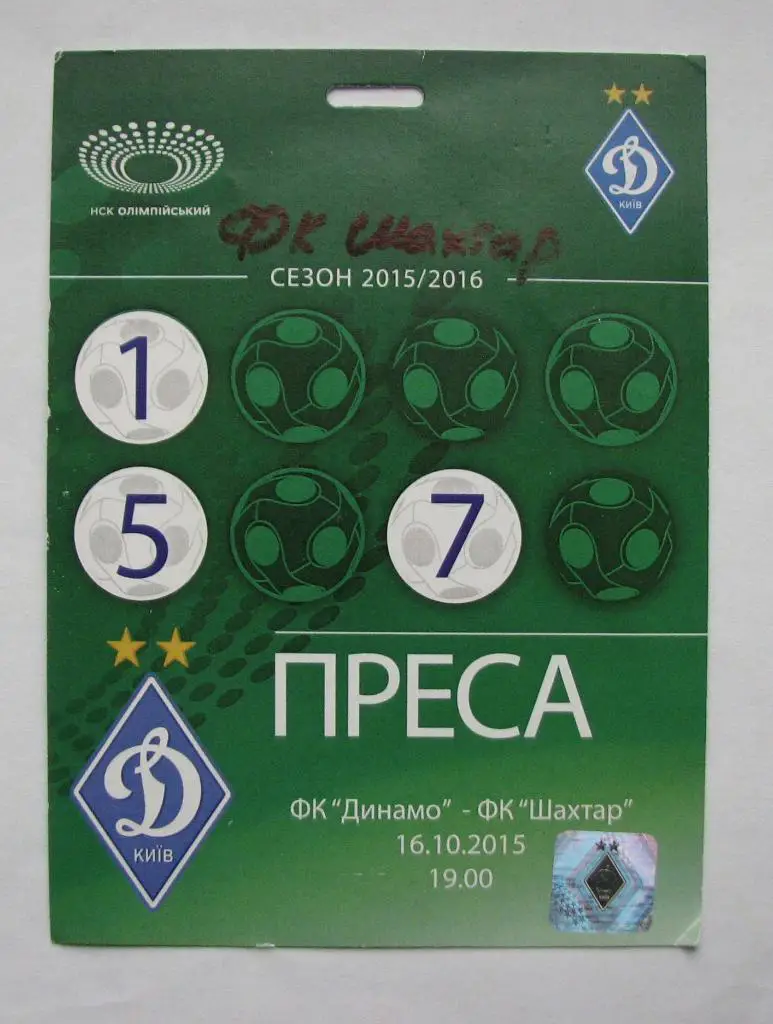 НСК ОЛІМПІЙСЬКИЙ
КИЇВ
ФК Шахтар
СЕЗОН 2015/2016
1
5 7
ПРЕСА
КИЇВ
ФК "Динамо" - ФК "Шахтар"
16.10.2015
19.00